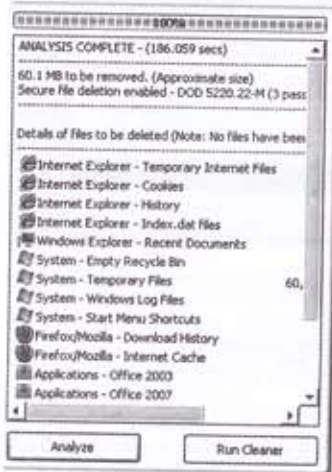 100%
ANALYSIS COMPLETE - (186.059 secs)
60.1 MB to be removed. (Approximate size)
Secure file deletion enabled - DOD 5220.22-M (3 pass
Details of files to be deleted (Note: No files have been
Internet Explorer - Temporary Internet Files
Internet Explorer - Cookies
Internet Explorer - History
Internet Explorer - Index.dat files
Windows Explorer - Recent Documents
System - Empty Recycle Bin
System - Temporary Files 60,
System - Windows Log Files
System - Start Menu Shortcuts
Firefox/Mozilla - Download History
Firefox/Mozilla - Internet Cache
Applications - Office 2003
Applications - Office 2007
Analyze Run Cleaner